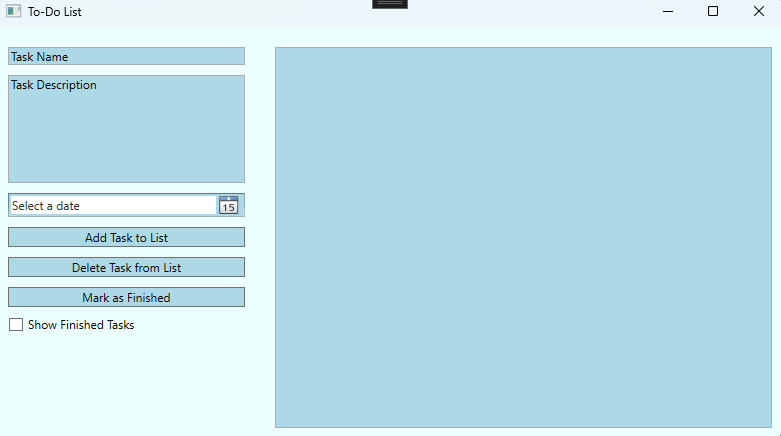 To-Do List
Task Name
Task Description
Select a date
15
Add Task to List
Delete Task from List
Mark as Finished
Show Finished Tasks